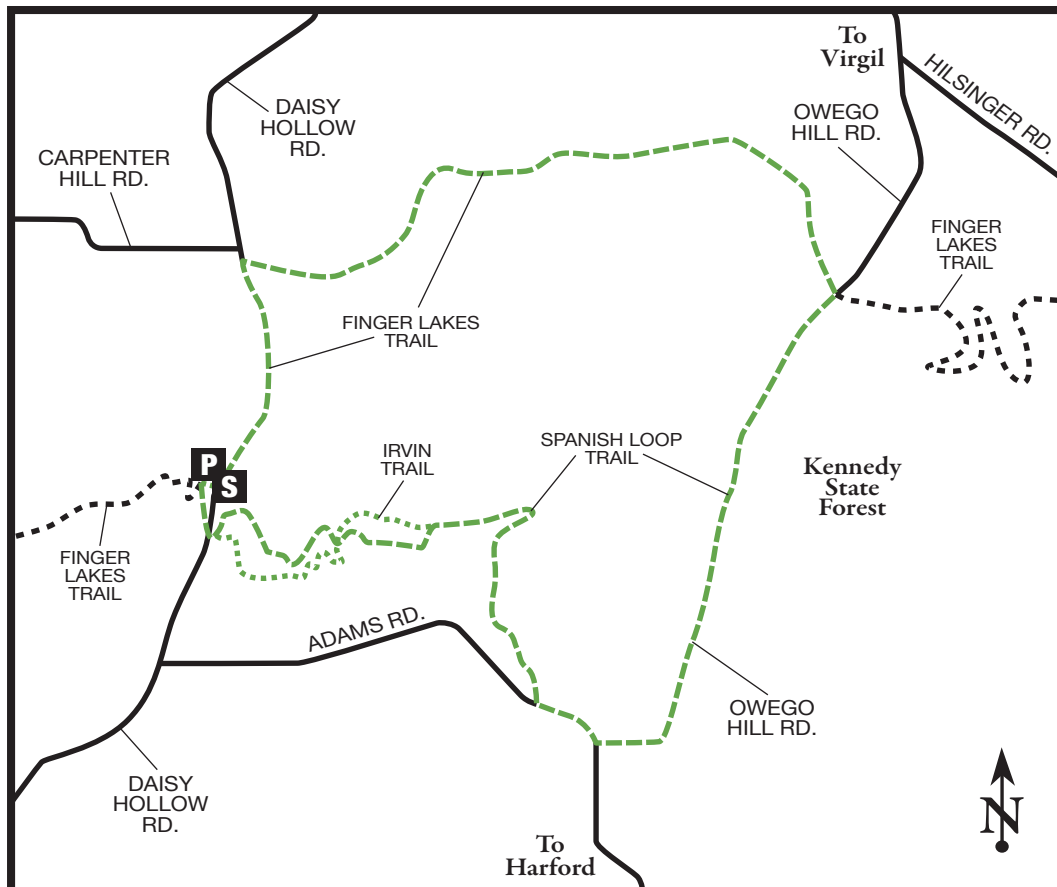 To
Virgil
HILSINGER RD.
DAISY
HOLLOW
RD.
OWEGO
HILL RD.
CARPENTER
HILL RD.
FINGER
LAKES
TRAIL
FINGER LAKES
TRAIL
IRVIN
TRAIL
SPANISH LOOP
TRAIL
P
S
Kennedy
State
Forest
FINGER
LAKES
TRAIL
ADAMS RD.
OWEGO
HILL RD.
DAISY
HOLLOW
RD.
To
Harford
N